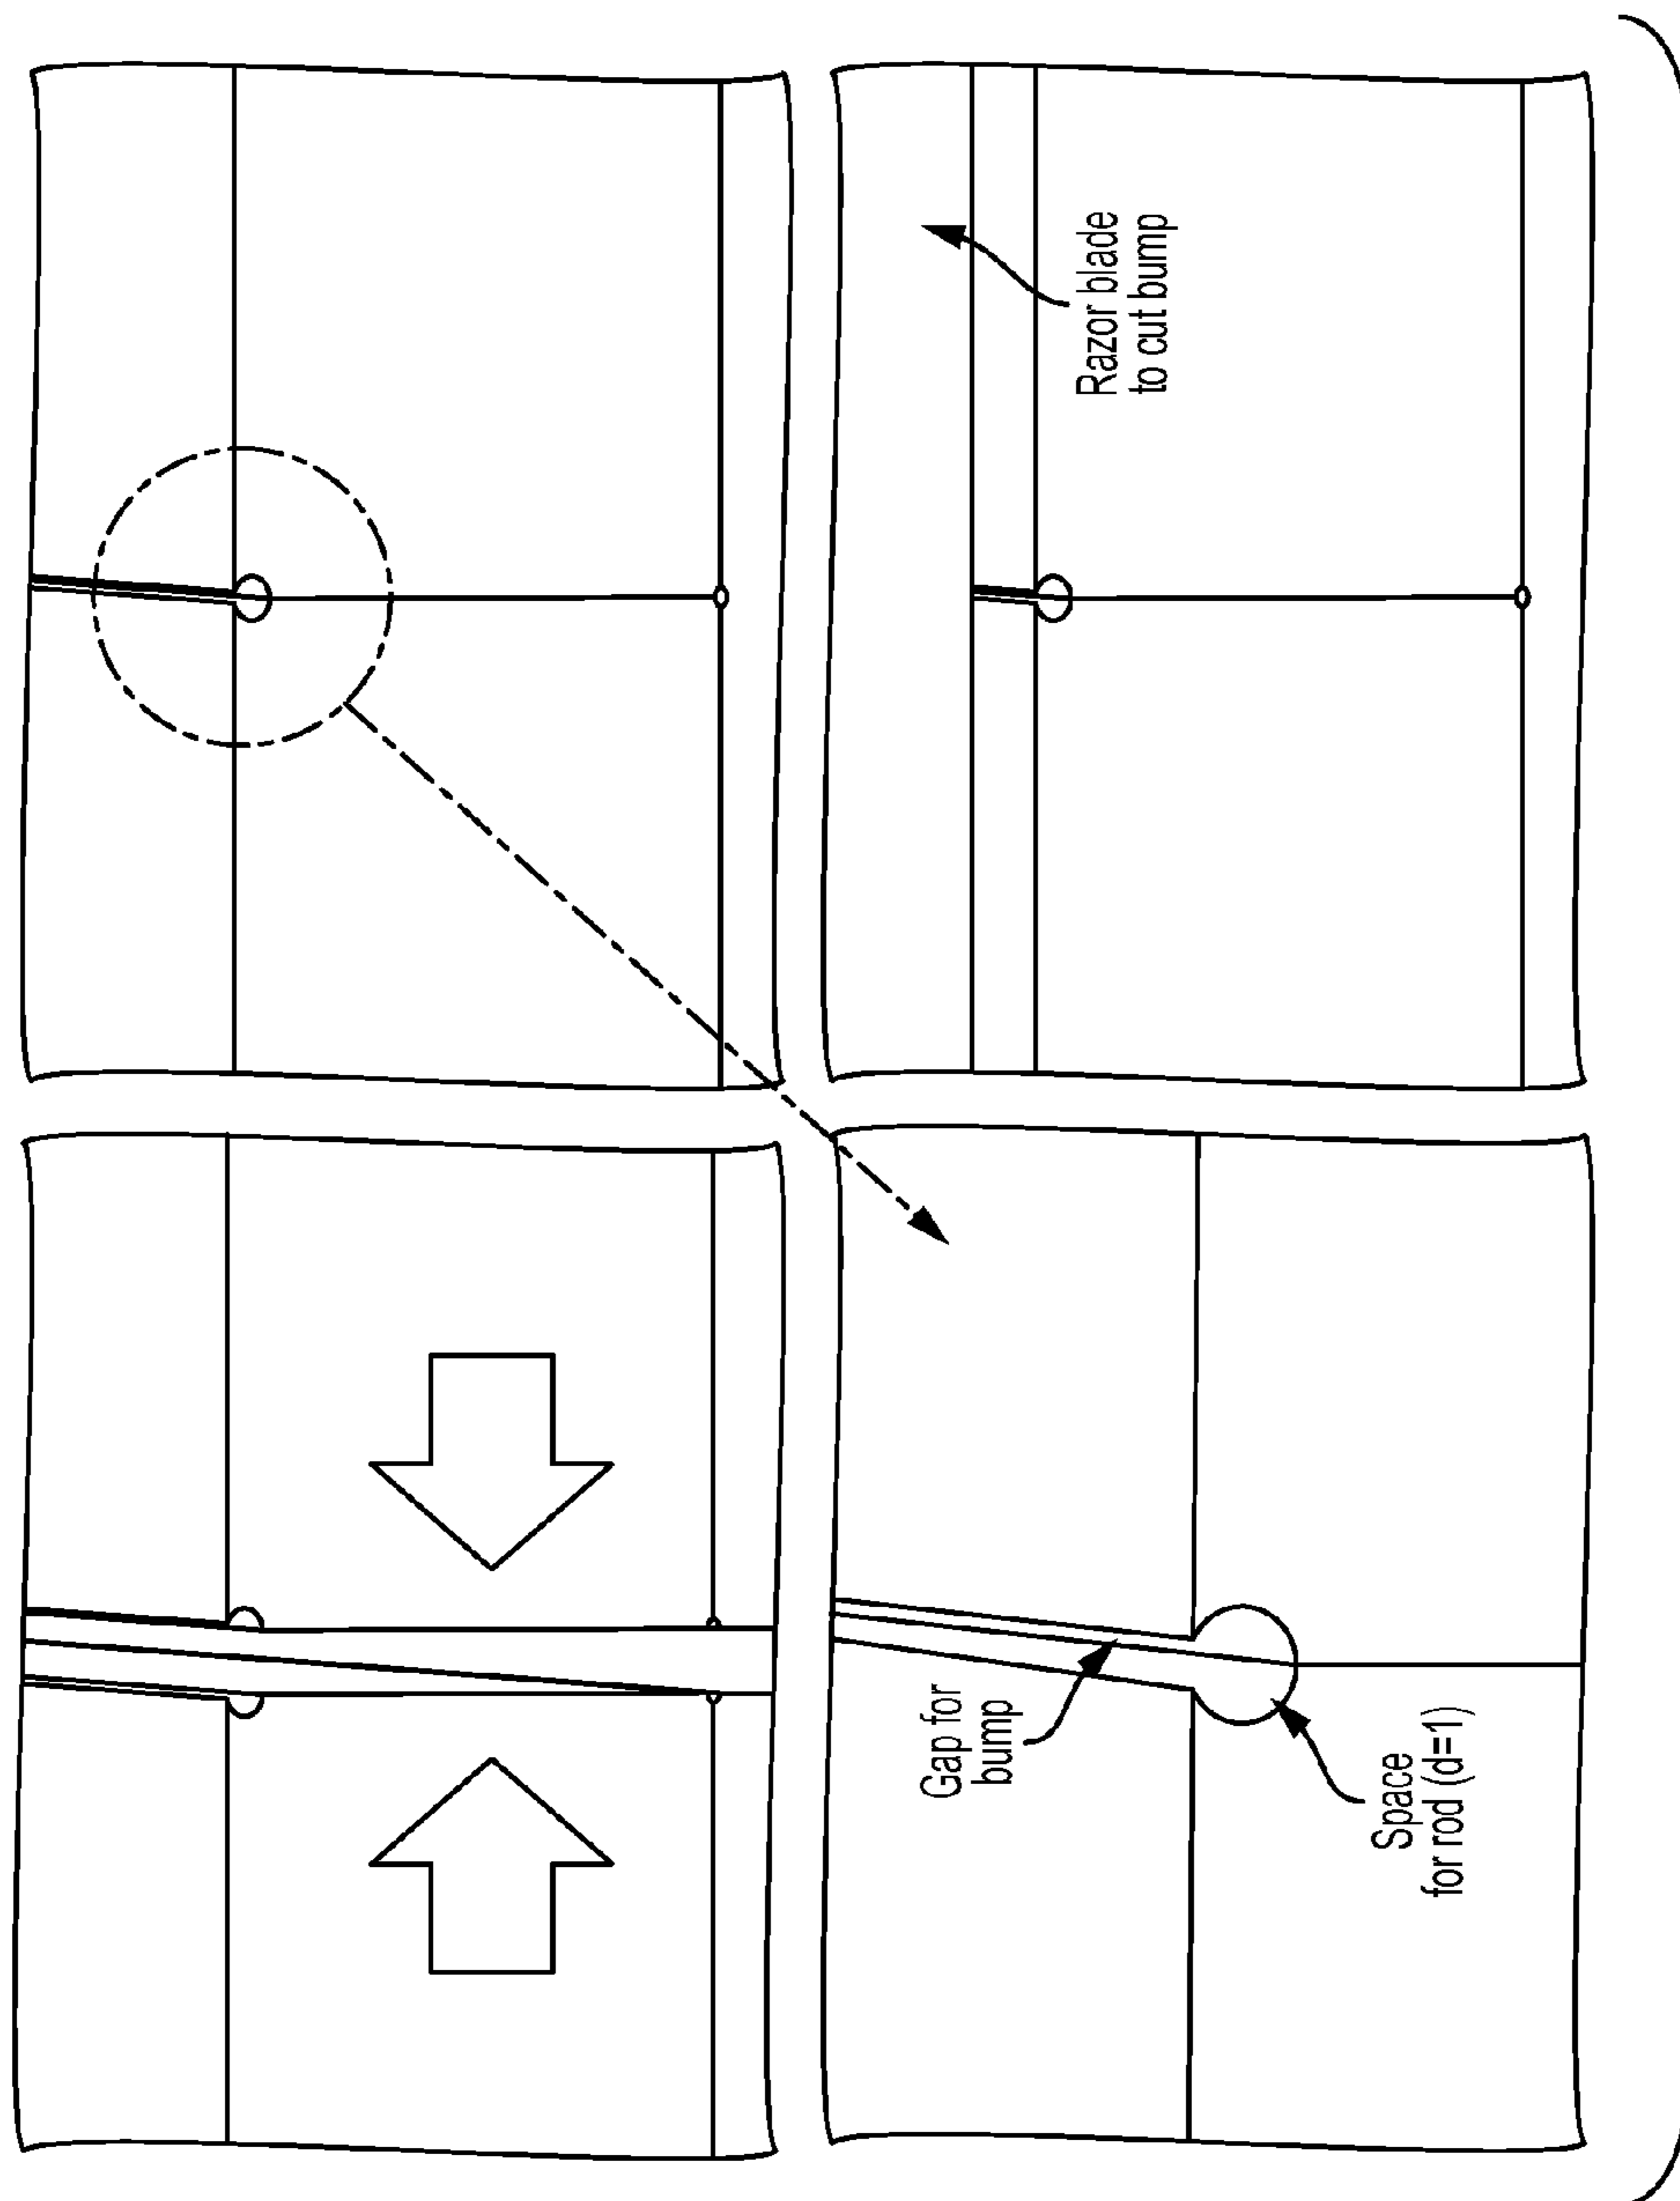 Razor blade
to cut bump
Gap for
bump
Space
for rod (d=1)